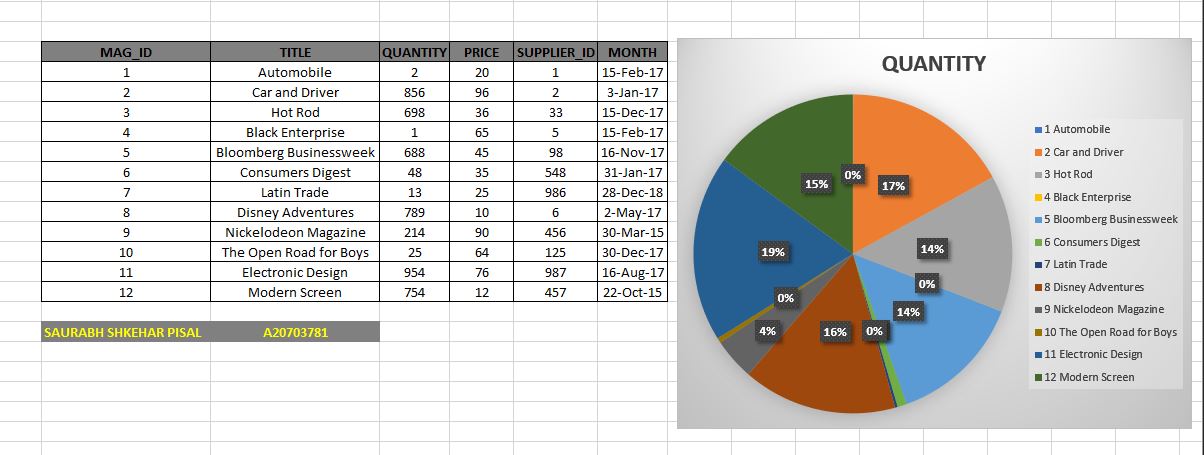 MAG_ID TITLE QUANTITY PRICE SUPPLIER_ID MONTH
1 Automobile 2 20 1 15-Feb-17
2 Car and Driver 856 96 2 3-Jan-17
3 Hot Rod 698 36 33 15-Dec-17
4 Black Enterprise 1 65 5 15-Feb-17
5 Bloomberg Businessweek 688 45 98 16-Nov-17
6 Consumers Digest 48 35 548 31-Jan-17
7 Latin Trade 13 25 986 28-Dec-18
8 Disney Adventures 789 10 6 2-May-17
9 Nickelodeon Magazine 214 90 456 30-Mar-15
10 The Open Road for Boys 25 64 125 30-Dec-17
11 Electronic Design 954 76 987 16-Aug-17
12 Modern Screen 754 12 457 22-Oct-15
SAURABH SHKEHAR PISAL A20703781
QUANTITY
0%
17%
15%
14%
19%
0%
0%
14%
4%
16%
0%
1 Automobile
2 Car and Driver
3 Hot Rod
4 Black Enterprise
5 Bloomberg Businessweek
6 Consumers Digest
7 Latin Trade
8 Disney Adventures
9 Nickelodeon Magazine
10 The Open Road for Boys
11 Electronic Design
12 Modern Screen